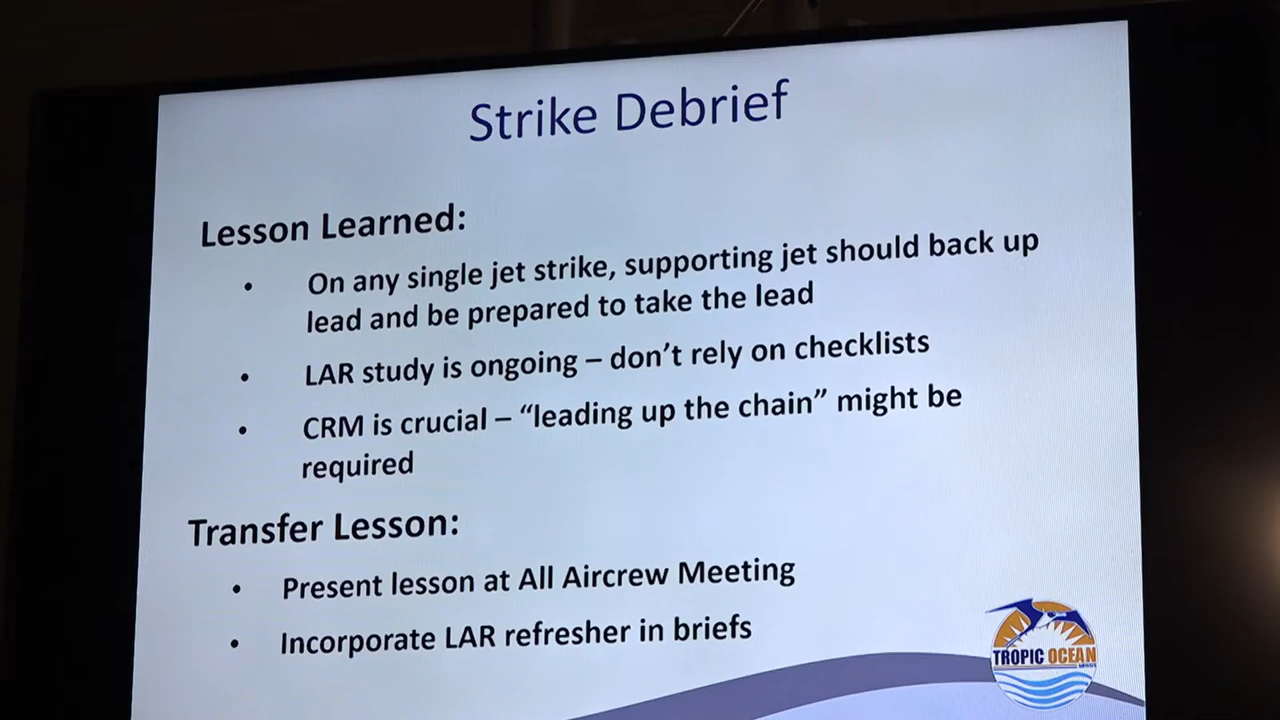 Strike Debrief
Lesson Learned:
• On any single jet strike, supporting jet should back up
lead and be prepared to take the lead
• LAR study is ongoing – don’t rely on checklists
• CRM is crucial – “leading up the chain” might be
required
Transfer Lesson:
• Present lesson at All Aircrew Meeting
• Incorporate LAR refresher in briefs
TROPIC OCEAN